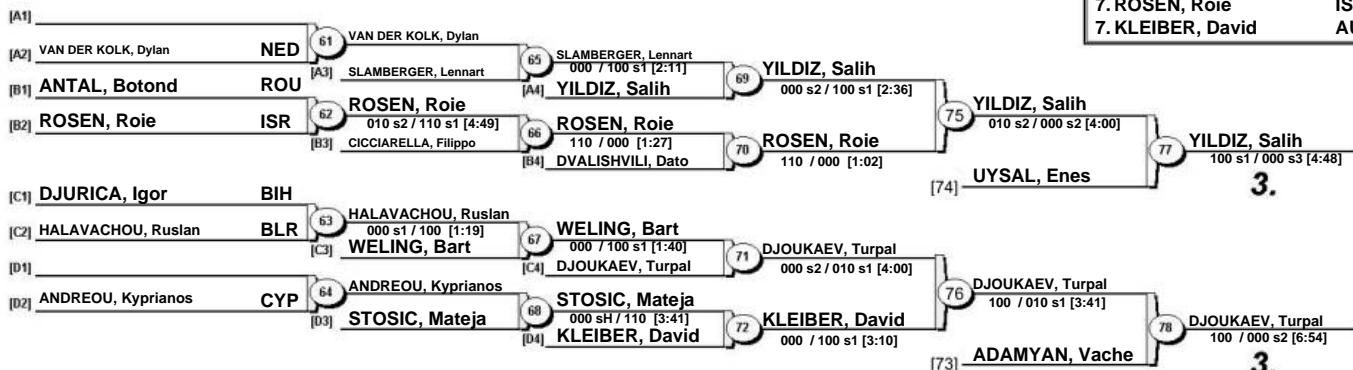 7. ROSEN, Roie IS
7. KLEIBER, David AU
[A1]
61 VAN DER KOLK, Dylan
[A2] VAN DER KOLK, Dylan NED
65 SLAMBERGER, Lennart
000 / 100 s1 [2:11]
[A3] SLAMBERGER, Lennart
69 YILDIZ, Salih
000 s2 / 100 s1 [2:36]
[B1] ANTAL, Botond ROU
[A4] YILDIZ, Salih
62 ROSEN, Roie
010 s2 / 110 s1 [4:49]
75 YILDIZ, Salih
010 s2 / 000 s2 [4:00]
[B2] ROSEN, Roie ISR
66 ROSEN, Roie
110 / 000 [1:27]
[B3] CICCIARELLA, Filippo
70 ROSEN, Roie
110 / 000 [1:02]
77 YILDIZ, Salih
100 s1 / 000 s3 [4:48]
3.
[B4] DVALISHVILI, Dato
[74] UYSAL, Enes
[C1] DJURICA, Igor BIH
63 HALAVACHOU, Ruslan
000 s1 / 100 [1:19]
[C2] HALAVACHOU, Ruslan BLR
67 WELING, Bart
000 / 100 s1 [1:40]
[C3] WELING, Bart
71 DJOUKAEV, Turpal
000 s2 / 010 s1 [4:00]
[C4] DJOUKAEV, Turpal
[D1]
64 ANDREOU, Kyprianos
76 DJOUKAEV, Turpal
100 / 010 s1 [3:41]
[D2] ANDREOU, Kyprianos CYP
68 STOSIC, Mateja
000 sH / 110 [3:41]
[D3] STOSIC, Mateja
72 KLEIBER, David
000 / 100 s1 [3:10]
78 DJOUKAEV, Turpal
100 / 000 s2 [6:54]
3.
[D4] KLEIBER, David
[73] ADAMYAN, Vache